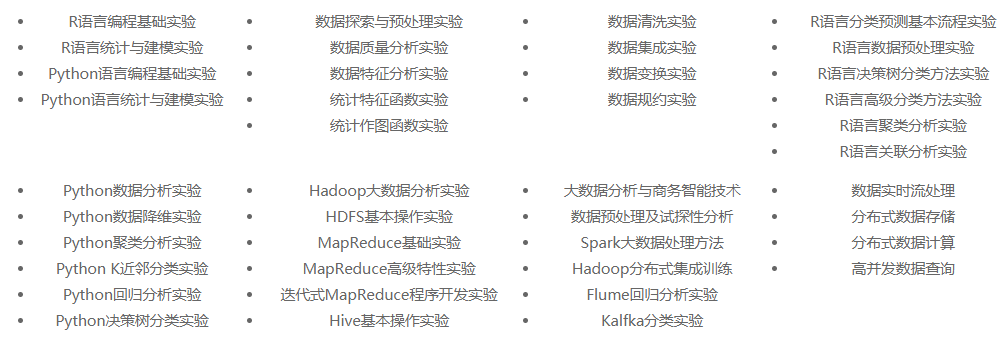 R语言编程基础实验
R语言统计与建模实验
Python语言编程基础实验
Python语言统计与建模实验
数据探索与预处理实验
数据质量分析实验
数据特征分析实验
统计特征函数实验
统计作图函数实验
数据清洗实验
数据集成实验
数据变换实验
数据规约实验
R语言分类预测基本流程实验
R语言数据预处理实验
R语言决策树分类方法实验
R语言高级分类方法实验
R语言聚类分析实验
R语言关联分析实验
Python数据分析实验
Python数据降维实验
Python聚类分析实验
Python K近邻分类实验
Python回归分析实验
Python决策树分类实验
Hadoop大数据分析实验
HDFS基本操作实验
MapReduce基础实验
MapReduce高级特性实验
迭代式MapReduce程序开发实验
Hive基本操作实验
大数据分析与商务智能技术
数据预处理及试探性分析
Spark大数据处理方法
Hadoop分布式集成训练
Flume回归分析实验
Kalfka分类实验
数据实时流处理
分布式数据存储
分布式数据计算
高并发数据查询